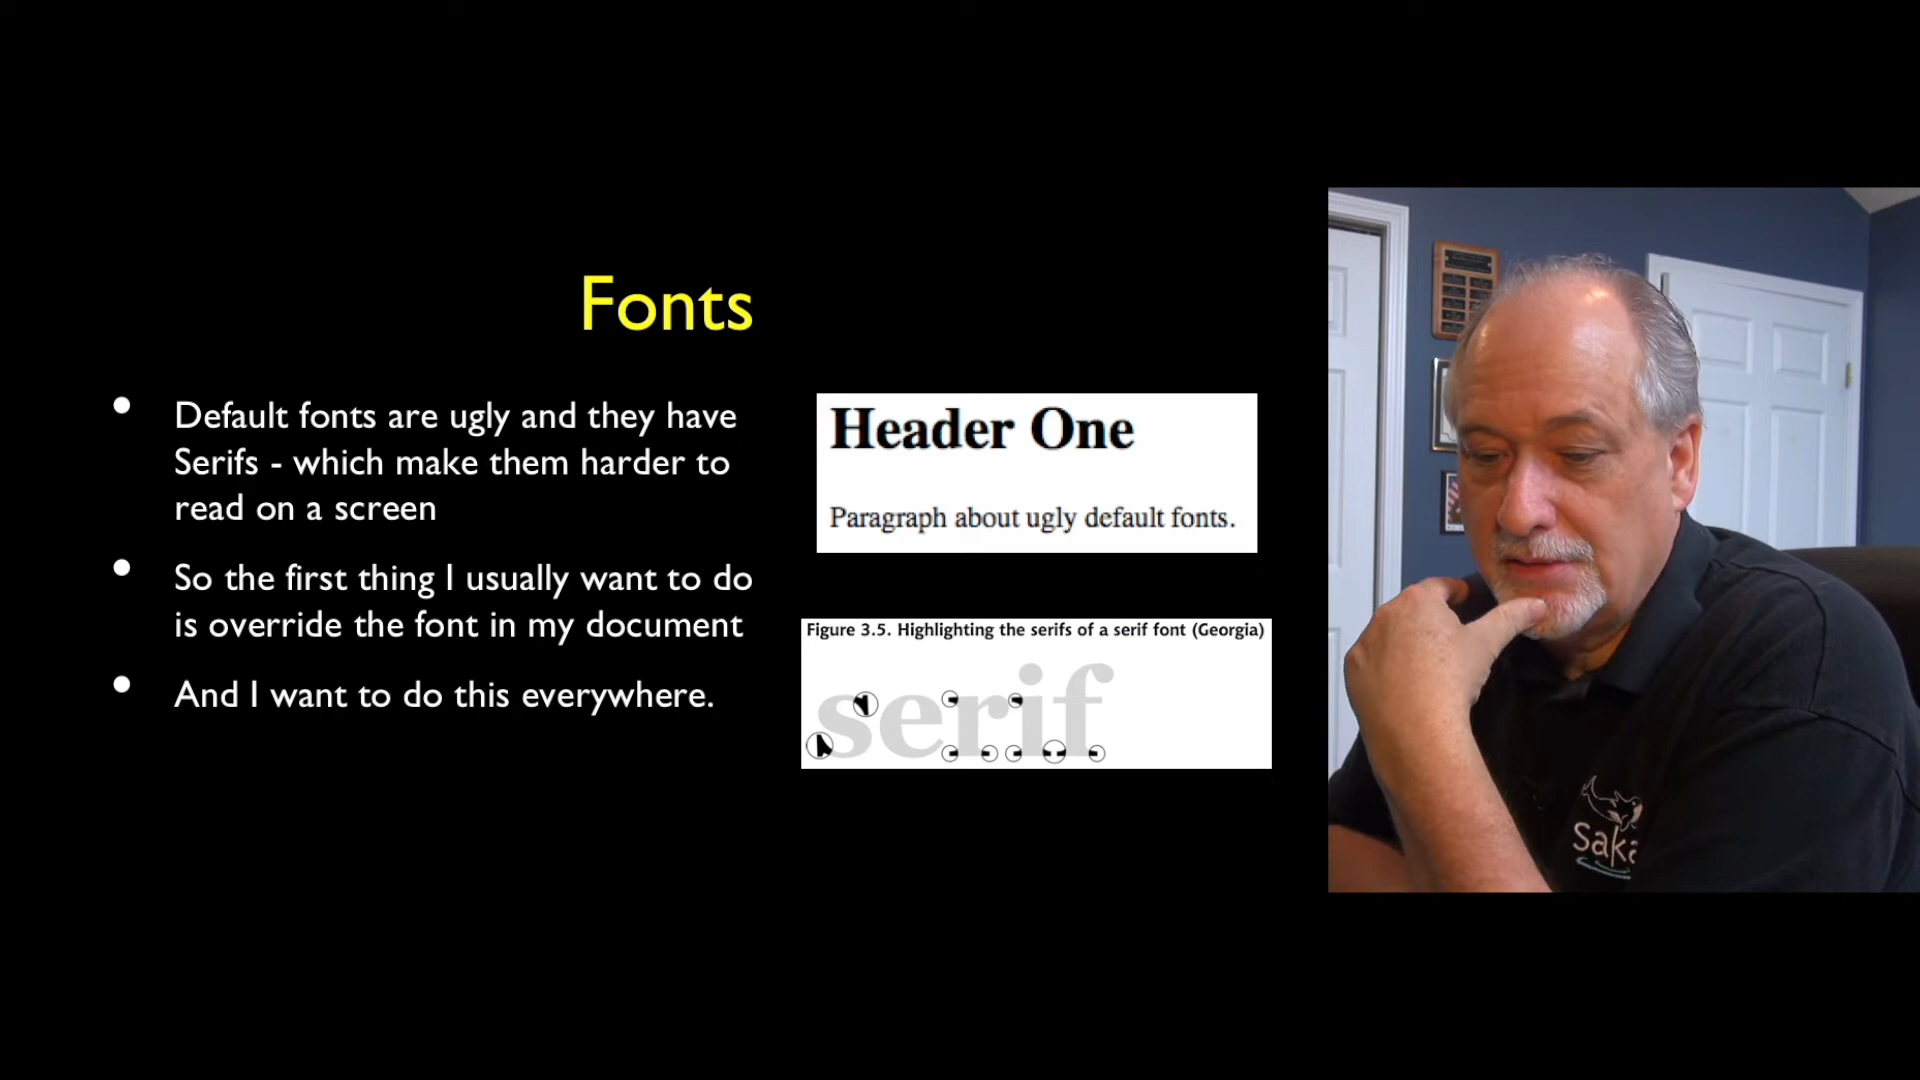 Fonts
• Default fonts are ugly and they have
Serifs - which make them harder to
read on a screen
• So the first thing I usually want to do
is override the font in my document
• And I want to do this everywhere.
Header One
Paragraph about ugly default fonts.
Figure 3.5. Highlighting the serifs of a serif font (Georgia)
serif